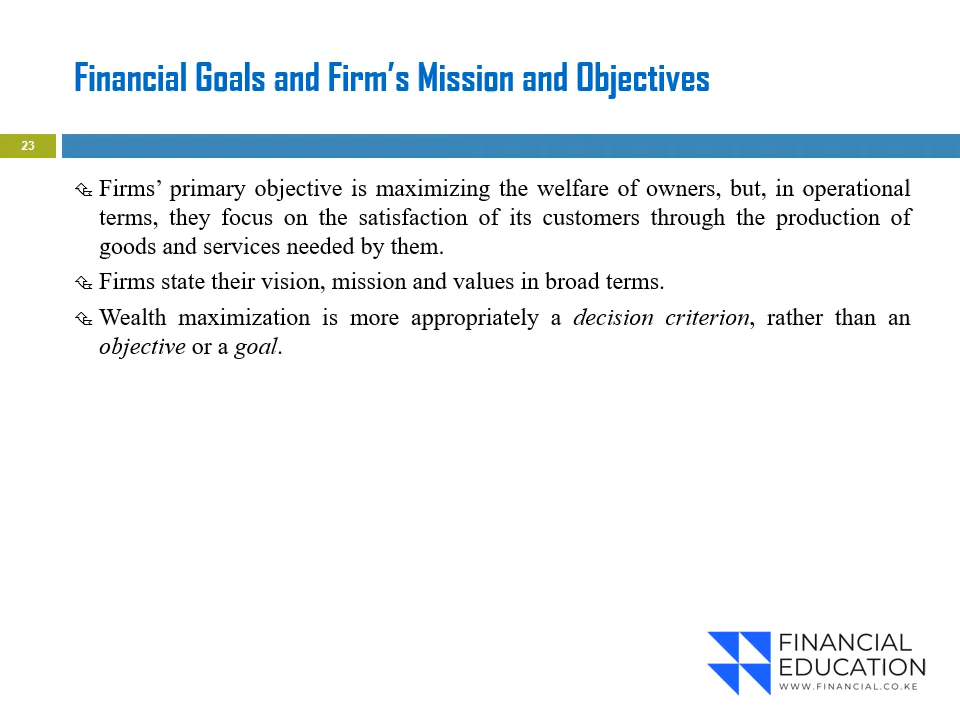 Financial Goals and Firm’s Mission and Objectives
23
Firms’ primary objective is maximizing the welfare of owners, but, in operational
terms, they focus on the satisfaction of its customers through the production of
goods and services needed by them.
Firms state their vision, mission and values in broad terms.
Wealth maximization is more appropriately a decision criterion, rather than an
objective or a goal.
FINANCIAL
EDUCATION
WWW.FINANCIAL.CO.KE